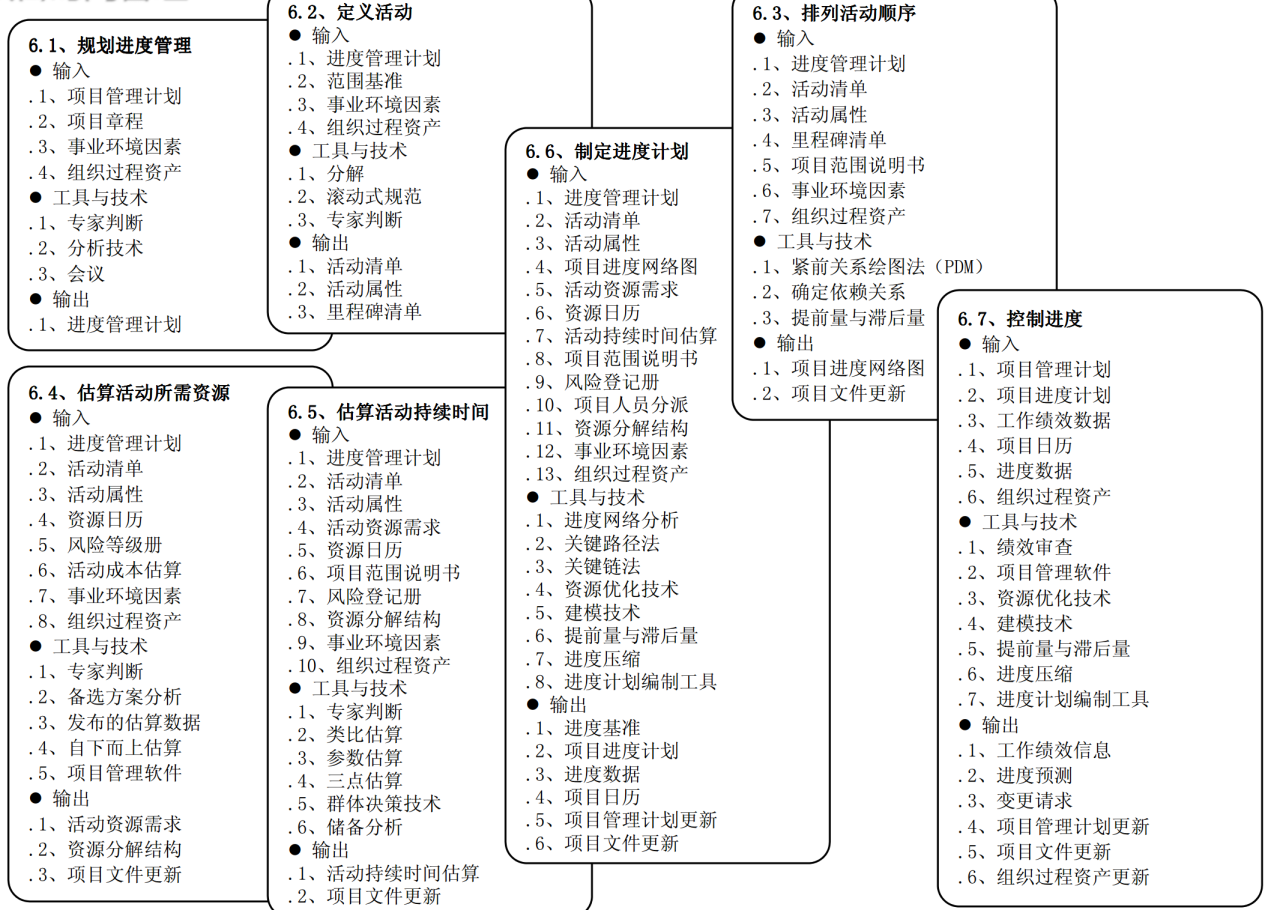 6.1、规划进度管理
● 输入
.1、项目管理计划
.2、项目章程
.3、事业环境因素
.4、组织过程资产
● 工具与技术
.1、专家判断
.2、分析技术
.3、会议
● 输出
.1、进度管理计划
6.2、定义活动
● 输入
.1、进度管理计划
.2、范围基准
.3、事业环境因素
.4、组织过程资产
● 工具与技术
.1、分解
.2、滚动式规范
.3、专家判断
● 输出
.1、活动清单
.2、活动属性
.3、里程碑清单
6.3、排列活动顺序
● 输入
.1、进度管理计划
.2、活动清单
.3、活动属性
.4、里程碑清单
.5、项目范围说明书
.6、事业环境因素
.7、组织过程资产
● 工具与技术
.1、紧前关系绘图法（PDM）
.2、确定依赖关系
.3、提前量与滞后量
● 输出
.1、项目进度网络图
.2、项目文件更新
6.4、估算活动所需资源
● 输入
.1、进度管理计划
.2、活动清单
.3、活动属性
.4、资源日历
.5、风险等级册
.6、活动成本估算
.7、事业环境因素
.8、组织过程资产
● 工具与技术
.1、专家判断
.2、备选方案分析
.3、发布的估算数据
.4、自下而上估算
.5、项目管理软件
● 输出
.1、活动资源需求
.2、资源分解结构
.3、项目文件更新
6.5、估算活动持续时间
● 输入
.1、进度管理计划
.2、活动清单
.3、活动属性
.4、活动资源需求
.5、资源日历
.6、项目范围说明书
.7、风险登记册
.8、资源分解结构
.9、事业环境因素
.10、组织过程资产
● 工具与技术
.1、专家判断
.2、类比估算
.3、参数估算
.4、三点估算
.5、群体决策技术
.6、储备分析
● 输出
.1、活动持续时间估算
.2、项目文件更新
6.6、制定进度计划
● 输入
.1、进度管理计划
.2、活动清单
.3、活动属性
.4、项目进度网络图
.5、活动资源需求
.6、资源日历
.7、活动持续时间估算
.8、项目范围说明书
.9、风险登记册
.10、项目人员分派
.11、资源分解结构
.12、事业环境因素
.13、组织过程资产
● 工具与技术
.1、进度网络分析
.2、关键路径法
.3、关键链法
.4、资源优化技术
.5、建模技术
.6、提前量与滞后量
.7、进度压缩
.8、进度计划编制工具
● 输出
.1、进度基准
.2、项目进度计划
.3、进度数据
.4、项目日历
.5、项目管理计划更新
.6、项目文件更新
6.7、控制进度
● 输入
.1、项目管理计划
.2、项目进度计划
.3、工作绩效数据
.4、项目日历
.5、进度数据
.6、组织过程资产
● 工具与技术
.1、绩效审查
.2、项目管理软件
.3、资源优化技术
.4、建模技术
.5、提前量与滞后量
.6、进度压缩
.7、进度计划编制工具
● 输出
.1、工作绩效信息
.2、进度预测
.3、变更请求
.4、项目管理计划更新
.5、项目文件更新
.6、组织过程资产更新